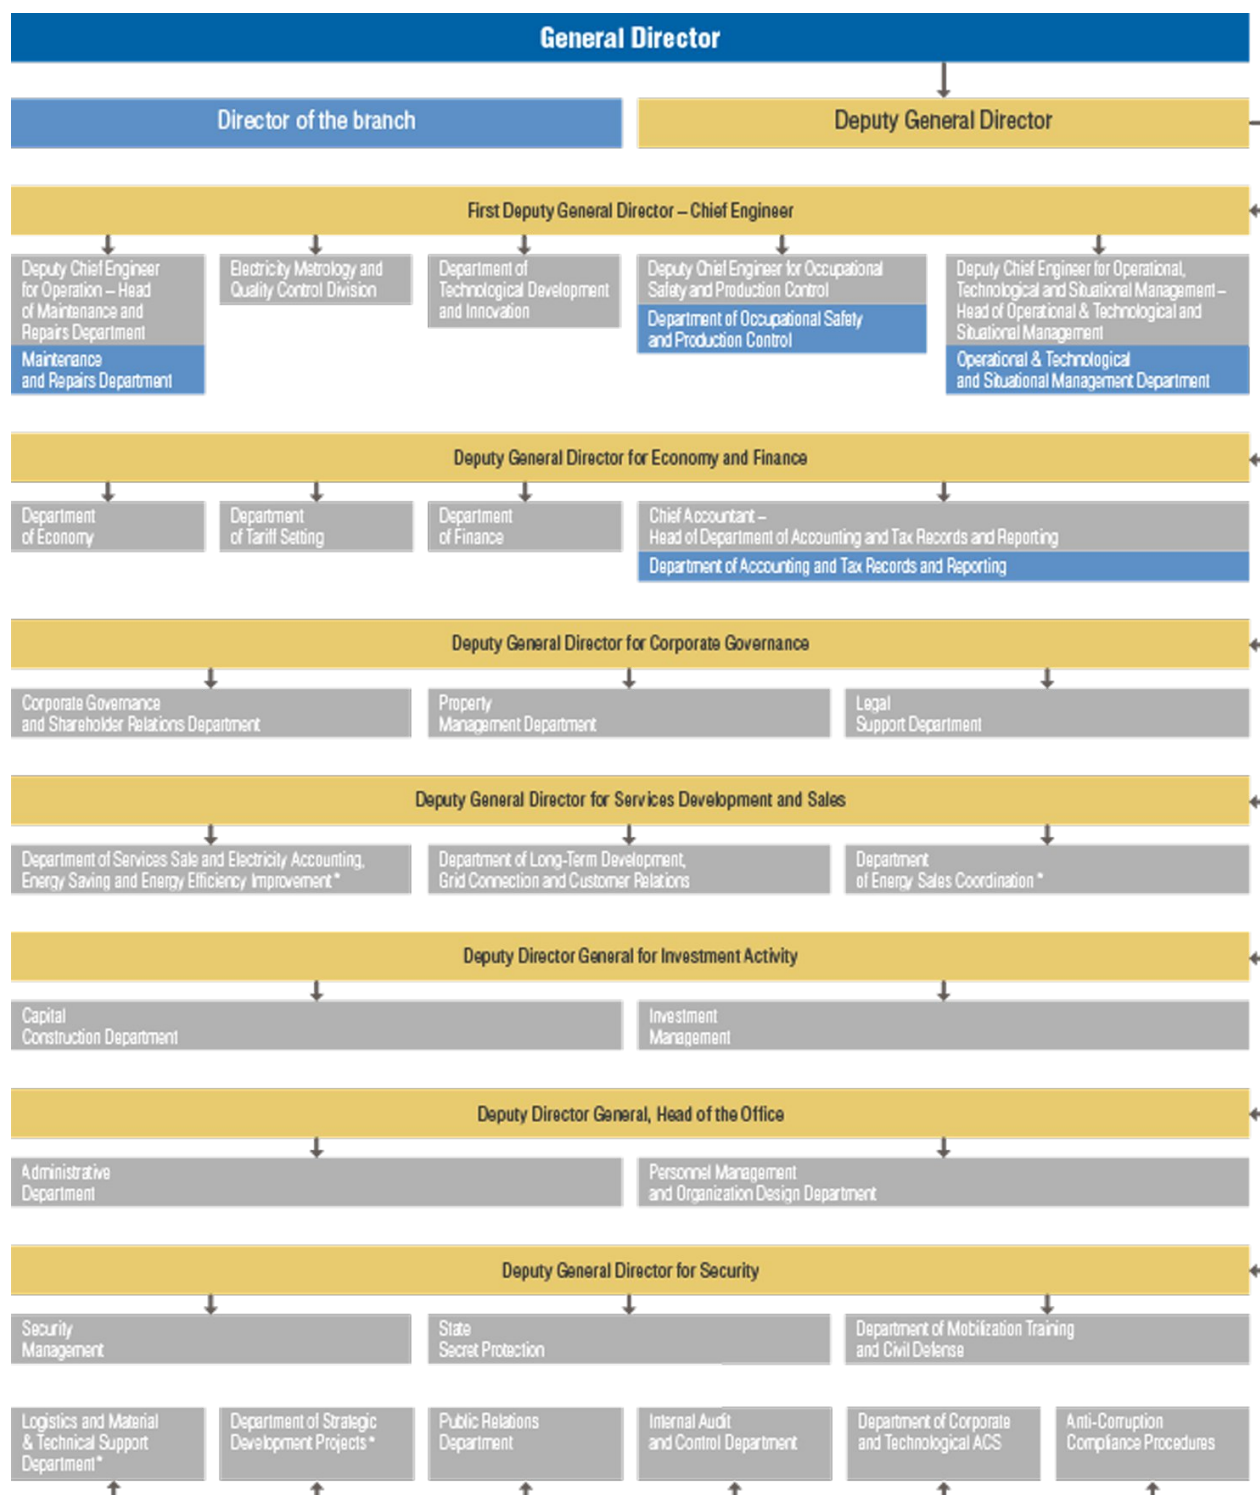 General Director
Director of the branch
Deputy General Director
First Deputy General Director – Chief Engineer
Deputy Chief Engineer
for Operation – Head
of Maintenance and
Repairs Department
Maintenance
and Repairs Department
Electricity Metrology and
Quality Control Division
Department of
Technological Development
and Innovation
Deputy Chief Engineer for Occupational
Safety and Production Control
Department of Occupational Safety
and Production Control
Deputy Chief Engineer for Operational,
Technological and Situational Management –
Head of Operational & Technological and
Situational Management
Operational & Technological
and Situational Management Department
Deputy General Director for Economy and Finance
Department
of Economy
Department
of Tariff Setting
Department
of Finance
Chief Accountant –
Head of Department of Accounting and Tax Records and Reporting
Department of Accounting and Tax Records and Reporting
Deputy General Director for Corporate Governance
Corporate Governance
and Shareholder Relations Department
Property
Management Department
Legal
Support Department
Deputy General Director for Services Development and Sales
Department of Services Sale and Electricity Accounting,
Energy Saving and Energy Efficiency Improvement*
Department of Long-Term Development,
Grid Connection and Customer Relations
Department
of Energy Sales Coordination*
Deputy Director General for Investment Activity
Capital
Construction Department
Investment
Management
Deputy Director General, Head of the Office
Administrative
Department
Personnel Management
and Organization Design Department
Deputy General Director for Security
Security
Management
State
Secret Protection
Department of Mobilization Training
and Civil Defense
Logistics and Material
& Technical Support
Department*
Department of Strategic
Development Projects*
Public Relations
Department
Internal Audit
and Control Department
Department of Corporate
and Technological ACS
Anti-Corruption
Compliance Procedures